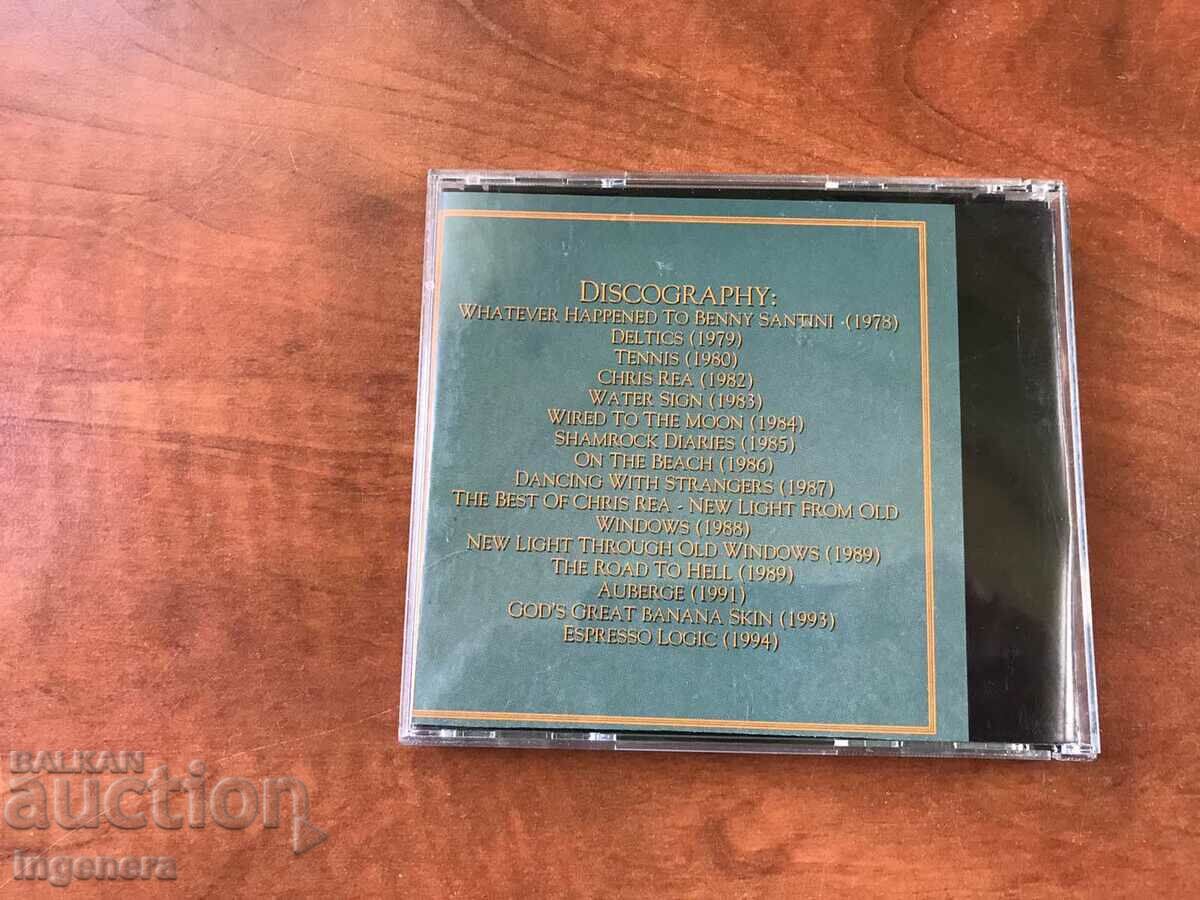 DISCOGRAPHY:
WHATEVER HAPPENED TO BENNY SANTINI -(1978)
DELTICS (1979)
TENNIS (1980)
CHRIS REA (1982)
WATER SIGN (1983)
WIRED TO THE MOON (1984)
SHAMROCK DIARIES (1985)
ON THE BEACH (1986)
DANCING WITH STRANGERS (1987)
THE BEST OF CHRIS REA - NEW LIGHT FROM OLD
WINDOWS (1988)
NEW LIGHT THROUGH OLD WINDOWS (1989)
THE ROAD TO HELL (1989)
AUBERGE (1991)
GOD'S GREAT BANANA SKIN (1993)
ESPRESSO LOGIC (1994)
BALKAN
auction
ingenera